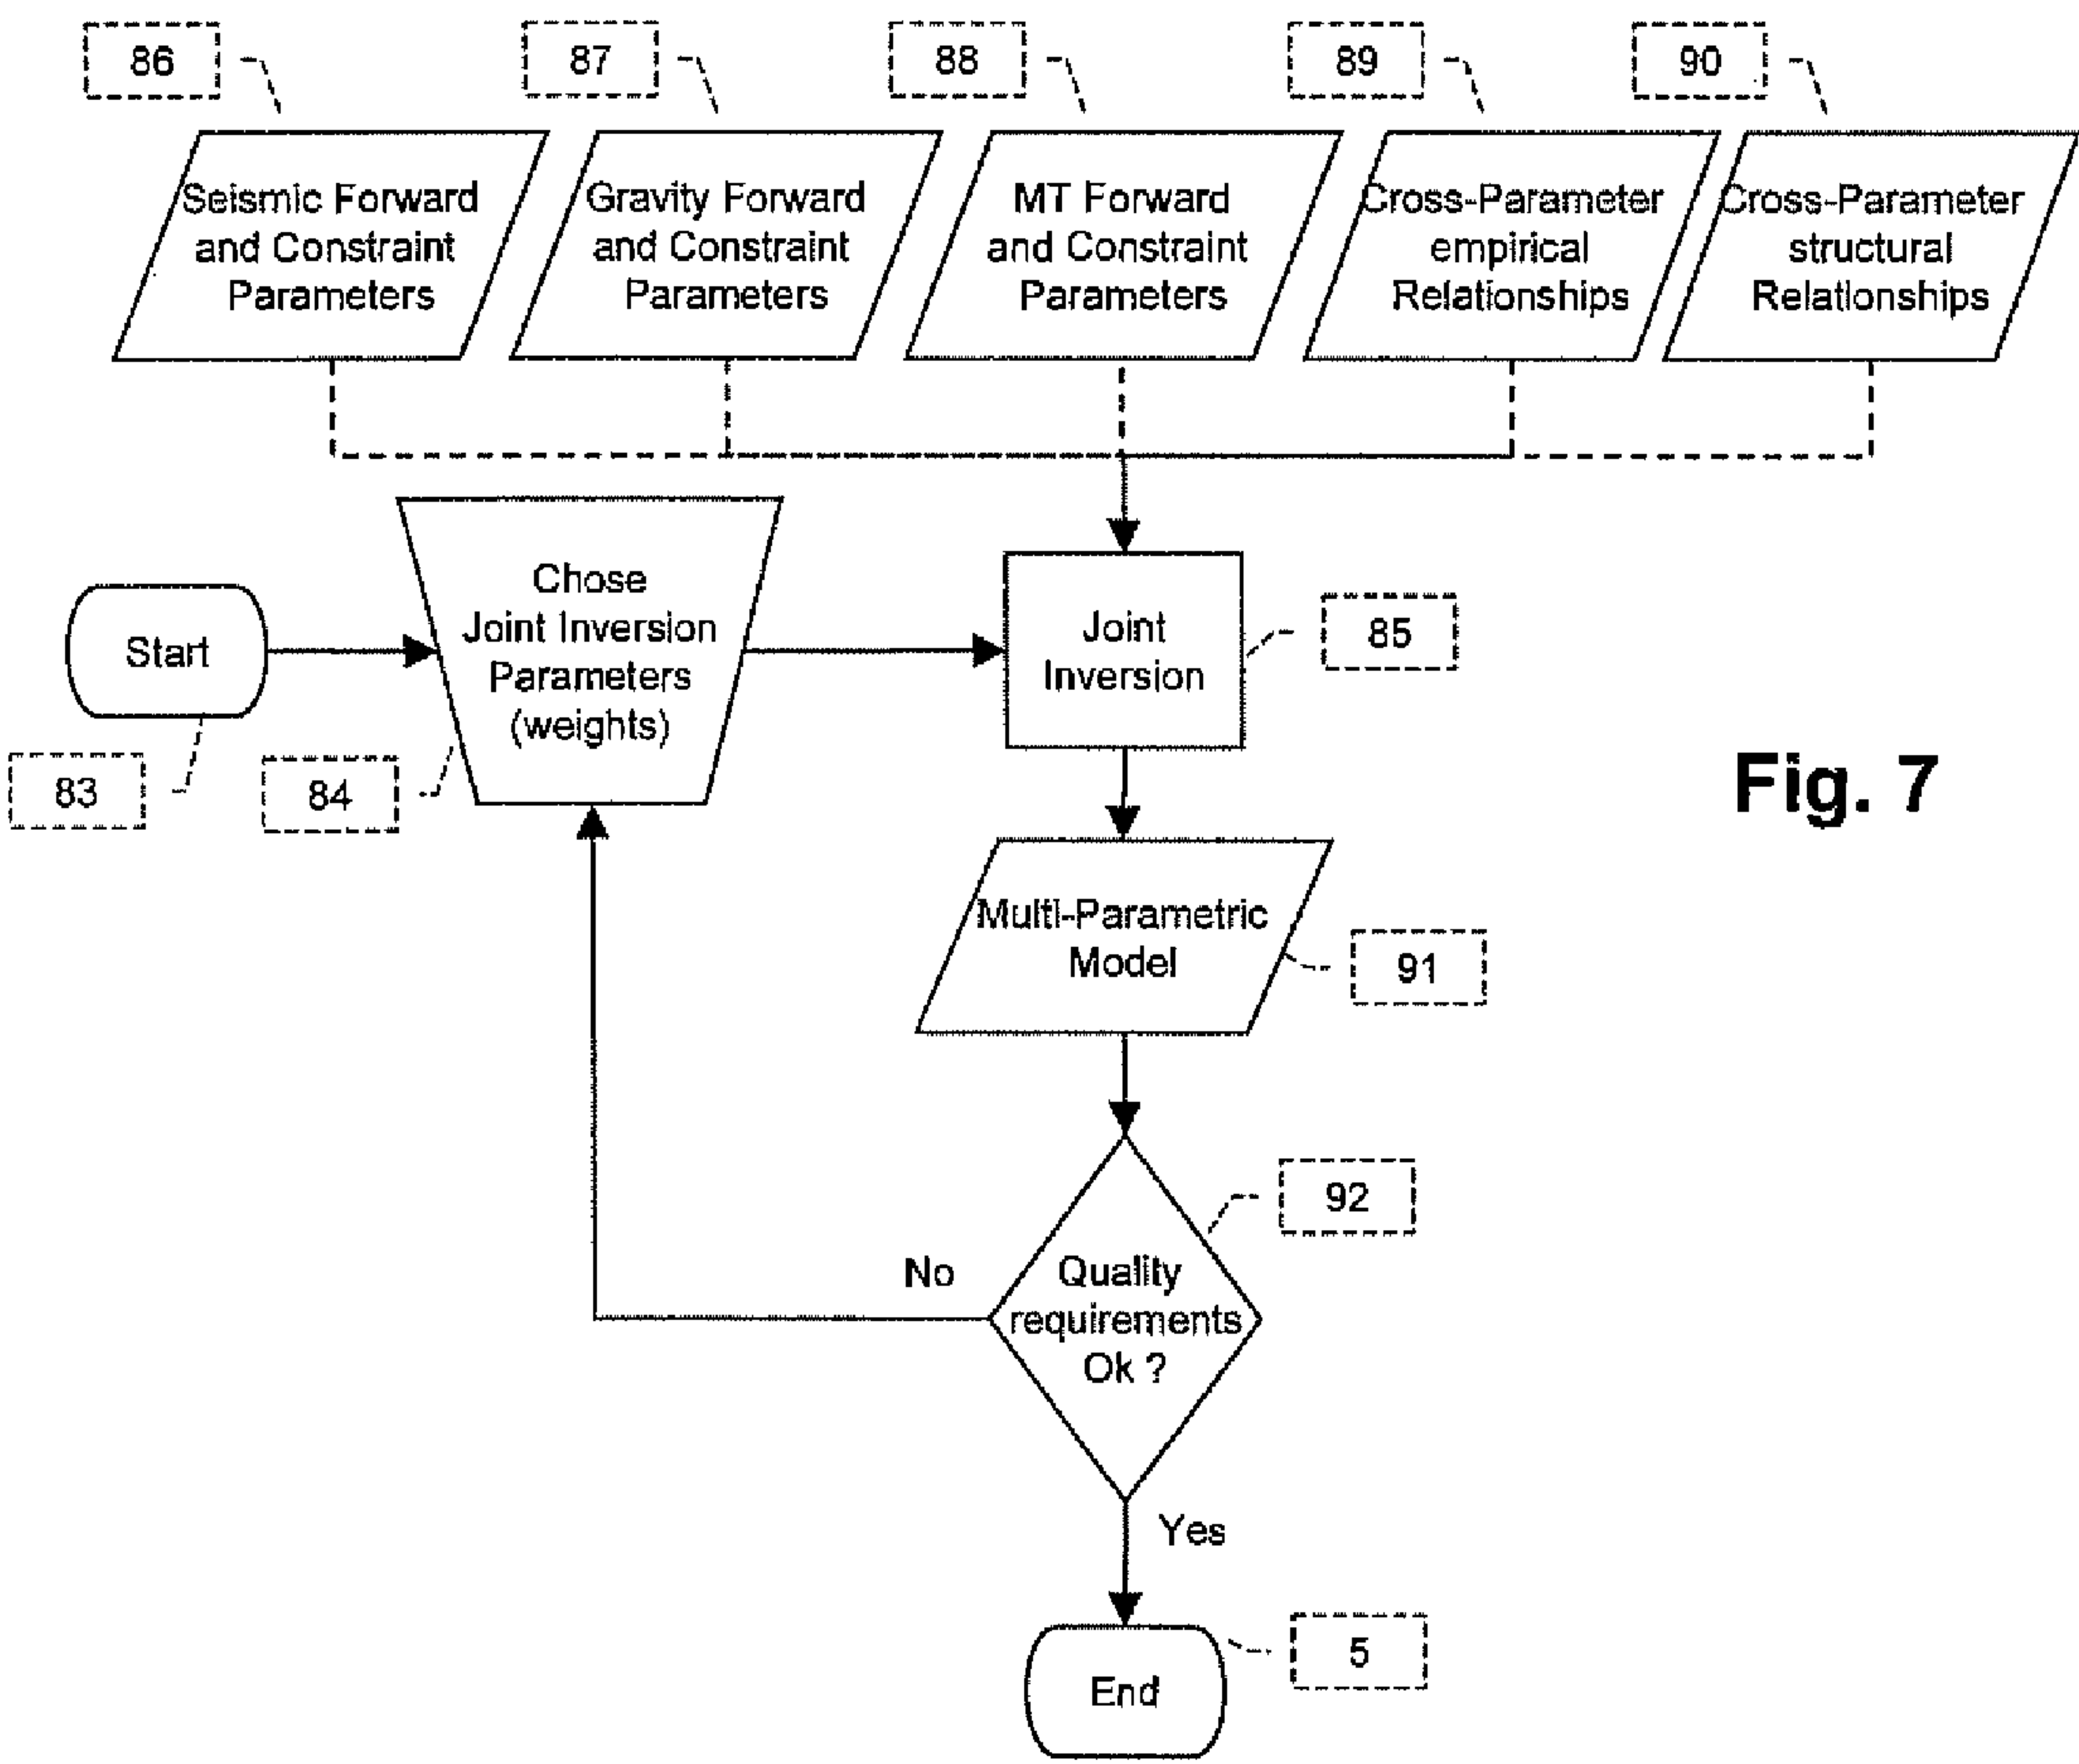 86
87
88
89
90
Seismic Forward
and Constraint
Parameters
Gravity Forward
and Constraint
Parameters
MT Forward
and Constraint
Parameters
Cross-Parameter
empirical
Relationships
Cross-Parameter
structural
Relationships
Start
83
Chose
Joint Inversion
Parameters
(weights)
84
Joint
Inversion
85
Fig. 7
Multi-Parametric
Model
91
92
Quality
requirements
Ok ?
No
Yes
End
5